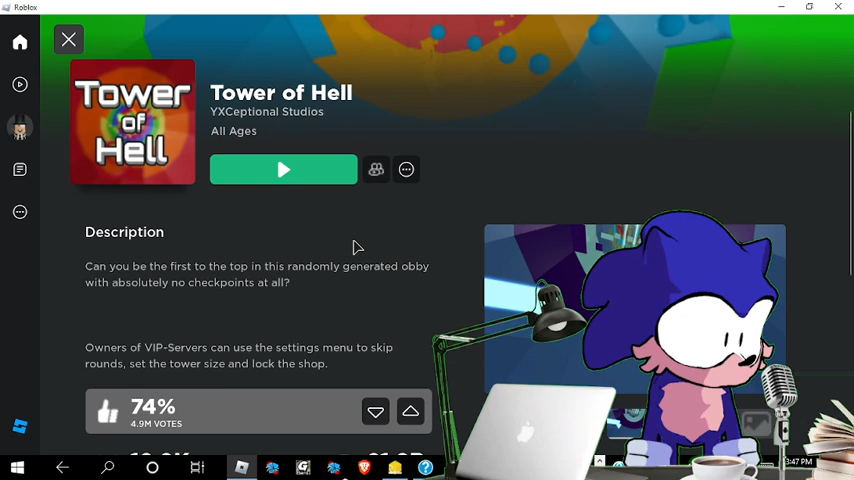 Roblox
Tower of Hell
YXCeptional Studios
All Ages
Tower
of
Hell
Description
Can you be the first to the top in this randomly generated obby
with absolutely no checkpoints at all?
Owners of VIP-Servers can use the settings menu to skip
rounds, set the tower size and lock the shop.
74%
4.9M VOTES
3:47 PM